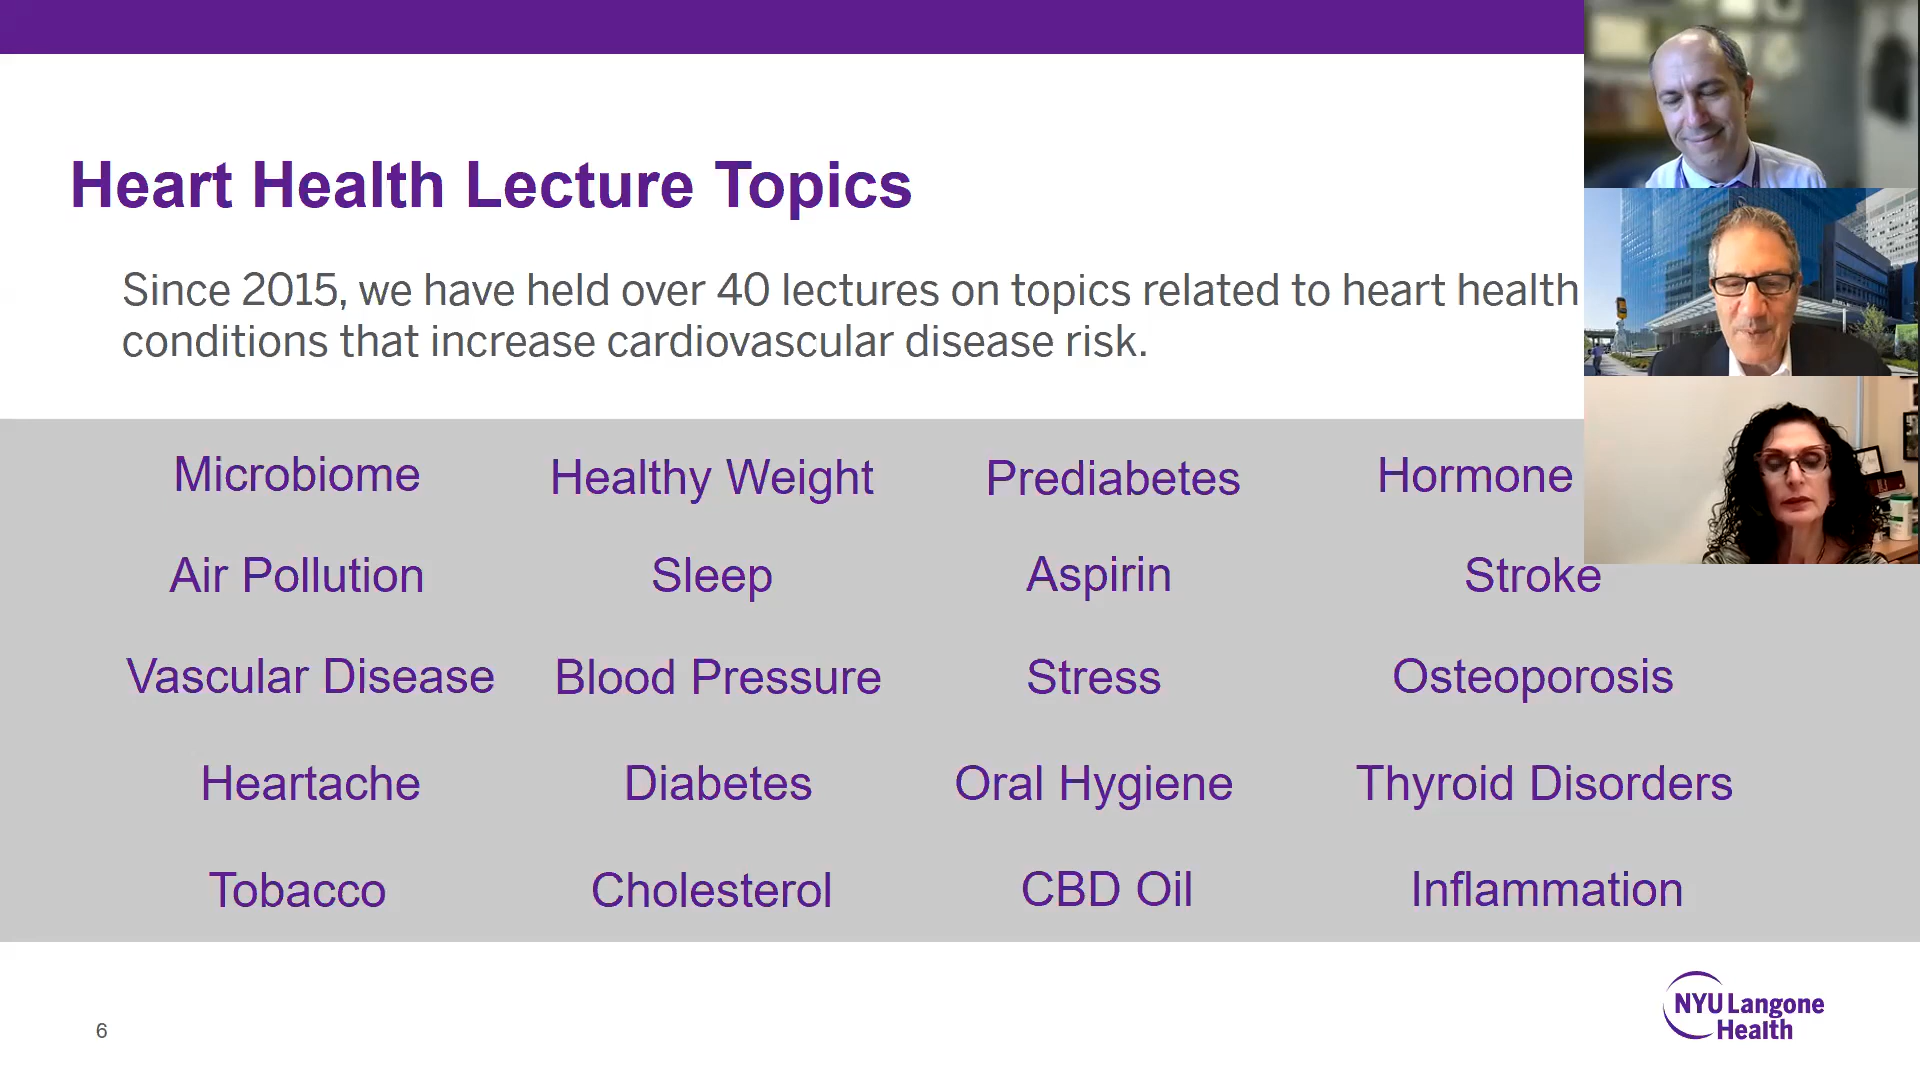 Heart Health Lecture Topics
Since 2015, we have held over 40 lectures on topics related to heart health
conditions that increase cardiovascular disease risk.
Microbiome Healthy Weight Prediabetes Hormone
Air Pollution Sleep Aspirin Stroke
Vascular Disease Blood Pressure Stress Osteoporosis
Heartache Diabetes Oral Hygiene Thyroid Disorders
Tobacco Cholesterol CBD Oil Inflammation
6
NYU Langone
Health